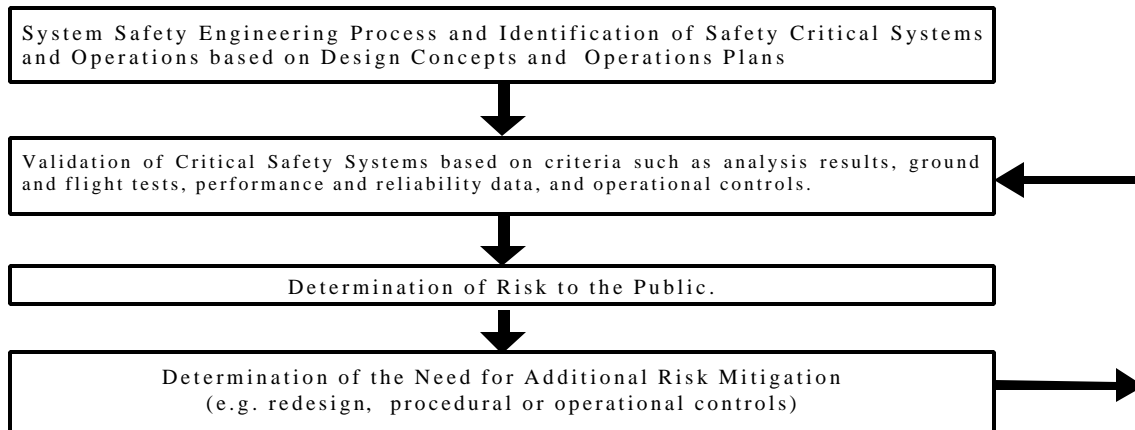 System Safety Engineering Process and Identification of Safety Critical Systems
and Operations based on Design Concepts and Operations Plans
Validation of Critical Safety Systems based on criteria such as analysis results, ground
and flight tests, performance and reliability data, and operational controls.
Determination of Risk to the Public.
Determination of the Need for Additional Risk Mitigation
(e.g. redesign, procedural or operational controls)